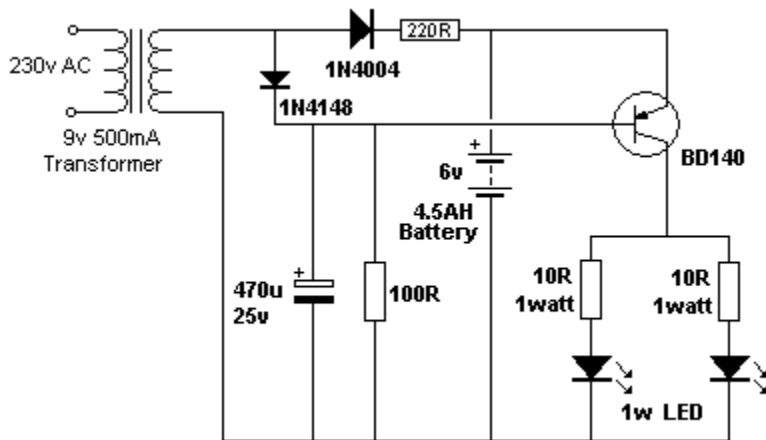 230v AC
9v 500mA
Transformer
1N4004
220R
1N4148
BD140
+
6v
4.5AH
Battery
+
470u
25v
100R
10R
1watt
10R
1watt
1w LED